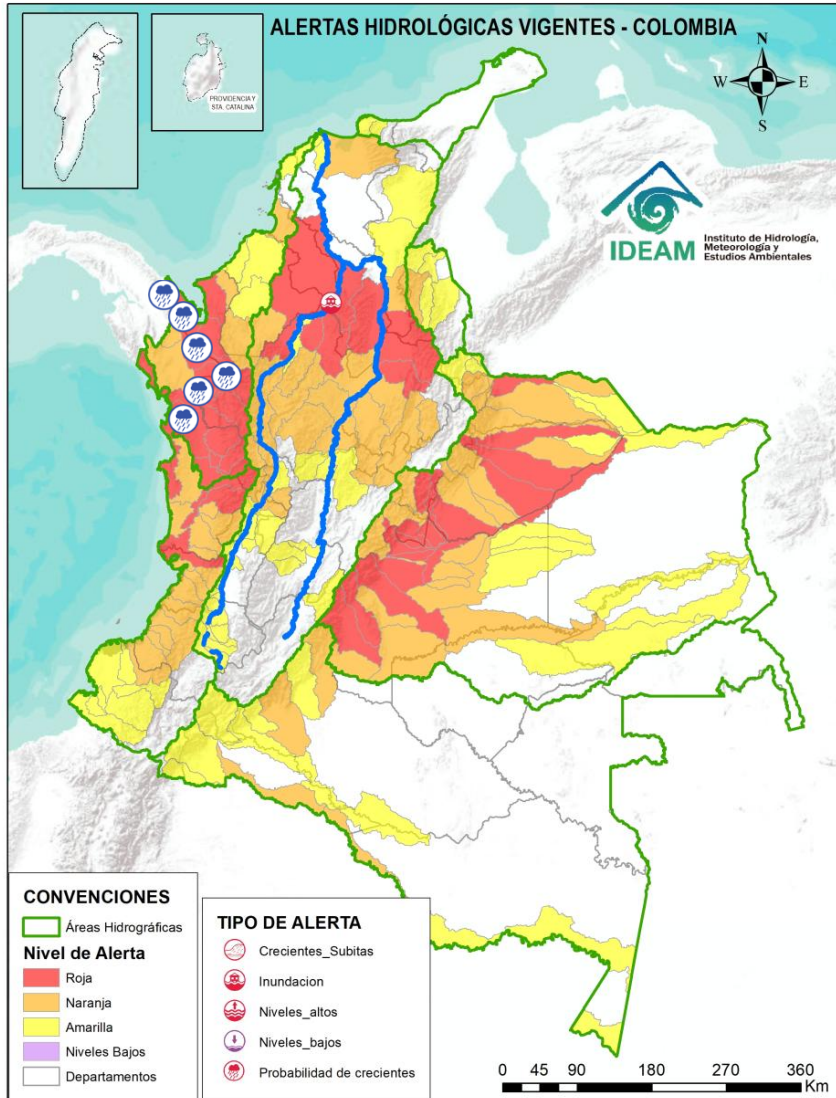 ALERTAS HIDROLÓGICAS VIGENTES - COLOMBIA
PROVIDENCIA Y
STA. CATALINA
N
W
E
S
IDEAM
Instituto de Hidrología,
Meteorología y
Estudios Ambientales
CONVENCIONES
Áreas Hidrográficas
Nivel de Alerta
Roja
Naranja
Amarilla
Niveles Bajos
Departamentos
TIPO DE ALERTA
Crecientes_Subitas
Inundacion
Niveles_altos
Niveles_bajos
Probabilidad de crecientes
0 45 90 180 270 360
Km